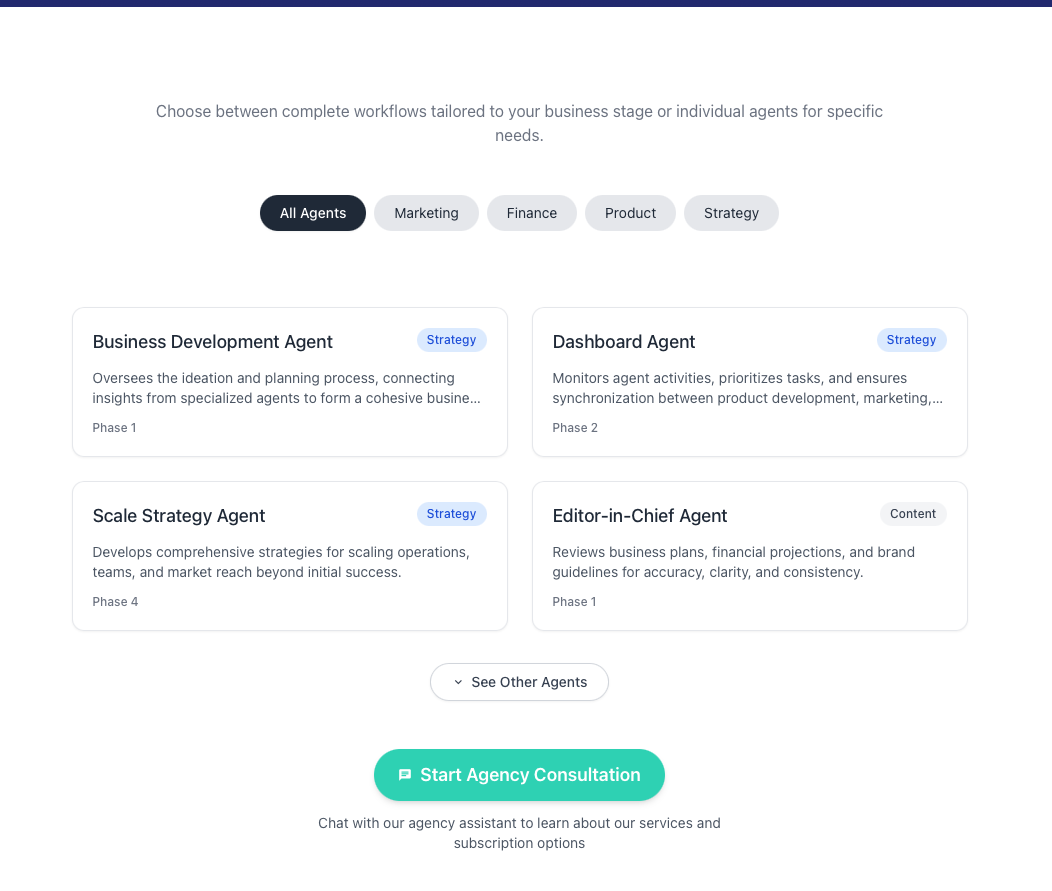 Choose between complete workflows tailored to your business stage or individual agents for specific
needs.
All Agents
Marketing
Finance
Product
Strategy
Business Development Agent
Strategy
Oversees the ideation and planning process, connecting
insights from specialized agents to form a cohesive busine...
Phase 1
Dashboard Agent
Strategy
Monitors agent activities, prioritizes tasks, and ensures
synchronization between product development, marketing,...
Phase 2
Scale Strategy Agent
Strategy
Develops comprehensive strategies for scaling operations,
teams, and market reach beyond initial success.
Phase 4
Editor-in-Chief Agent
Content
Reviews business plans, financial projections, and brand
guidelines for accuracy, clarity, and consistency.
Phase 1
See Other Agents
Start Agency Consultation
Chat with our agency assistant to learn about our services and
subscription options